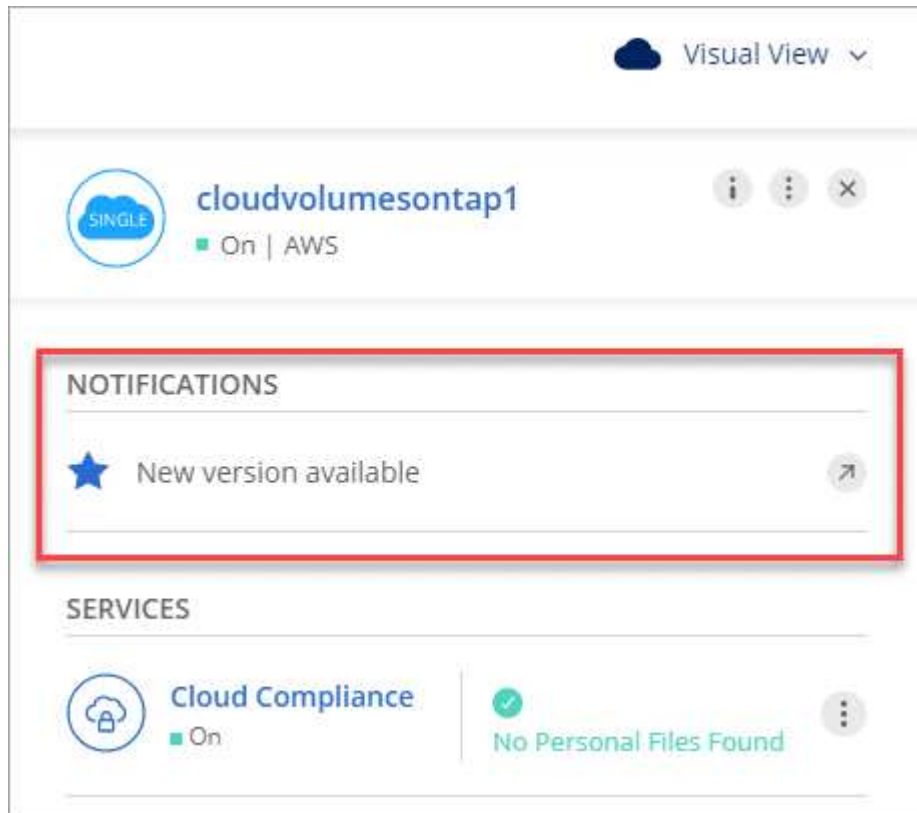 Visual View
SINGLE
cloudvolumesontap1
On | AWS
NOTIFICATIONS
New version available
SERVICES
Cloud Compliance
On
No Personal Files Found